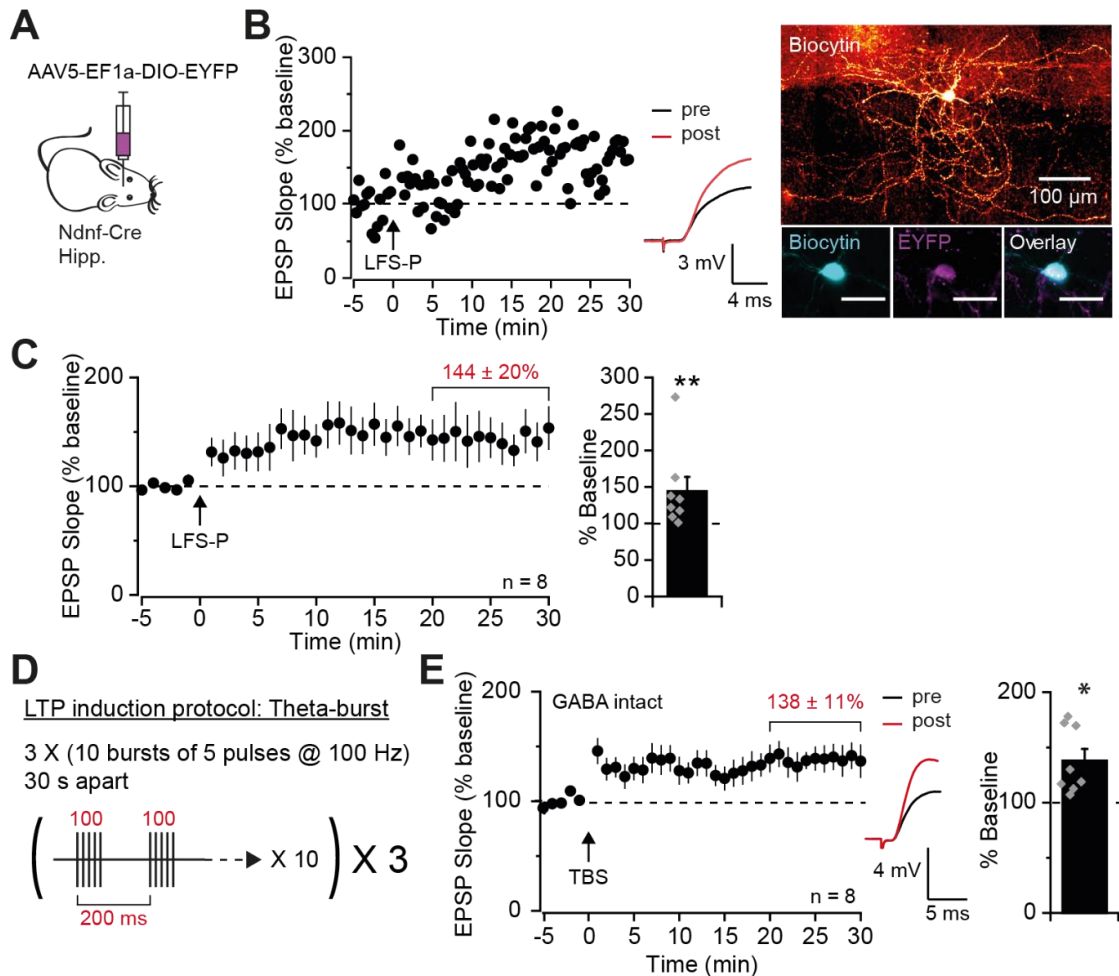 A
AAV5-EF1a-DIO-EYFP
Ndnf-Cre
Hipp.
B
EPSP Slope (% baseline)
300
200
100
0
LFS-P
-5 0 5 10 15 20 25 30
Time (min)
pre
post
3 mV
4 ms
Biocytin
100 µm
Biocytin
EYFP
Overlay
C
EPSP Slope (% baseline)
200
100
0
144 ± 20%
LFS-P
n = 8
-5 0 5 10 15 20 25 30
Time (min)
% Baseline
300
250
200
150
100
50
0
**
D
LTP induction protocol: Theta-burst
3 X (10 bursts of 5 pulses @ 100 Hz)
30 s apart
100 100
X 10
X 3
200 ms
E
EPSP Slope (% baseline)
200
100
0
GABA intact
138 ± 11%
TBS
n = 8
-5 0 5 10 15 20 25 30
Time (min)
pre
post
4 mV
5 ms
% Baseline
200
100
0
*